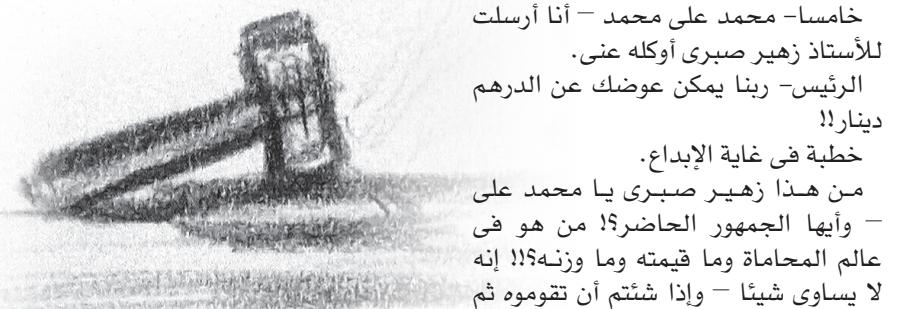 خامسا- محمد على محمد – أنا أرسلت
للأستاذ زهير صبرى أوكله عنى.
الرئيس- ربنا يمكن عوضك عن الدرهم
دينار!!
خطبة فى غاية الإبداع.
من هذا زهير صبرى يا محمد على
– وأيها الجمهور الحاضر؟! من هو فى
عالم المحاماة وما قيمته وما وزنه؟!! إنه
لا يساوى شيئا – وإذا شئتم أن تقوموه ثم